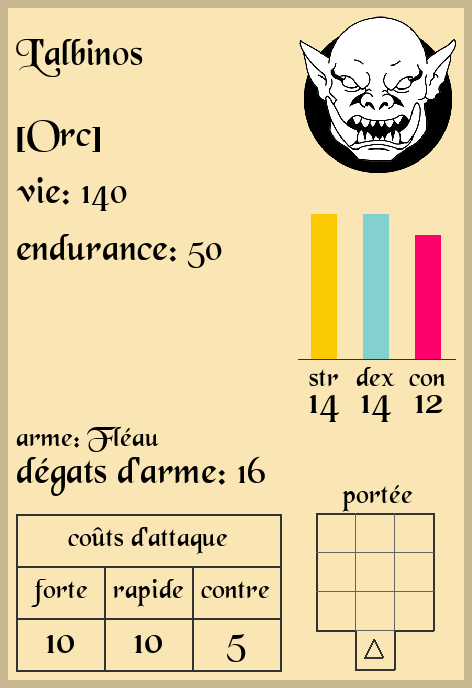 L'albinos
[Orc]
vie: 140
endurance: 50
str dex con
14 14 12
arme: Fléau
dégats d'arme: 16
portée
coûts d'attaque
forte rapide contre
10 10 5